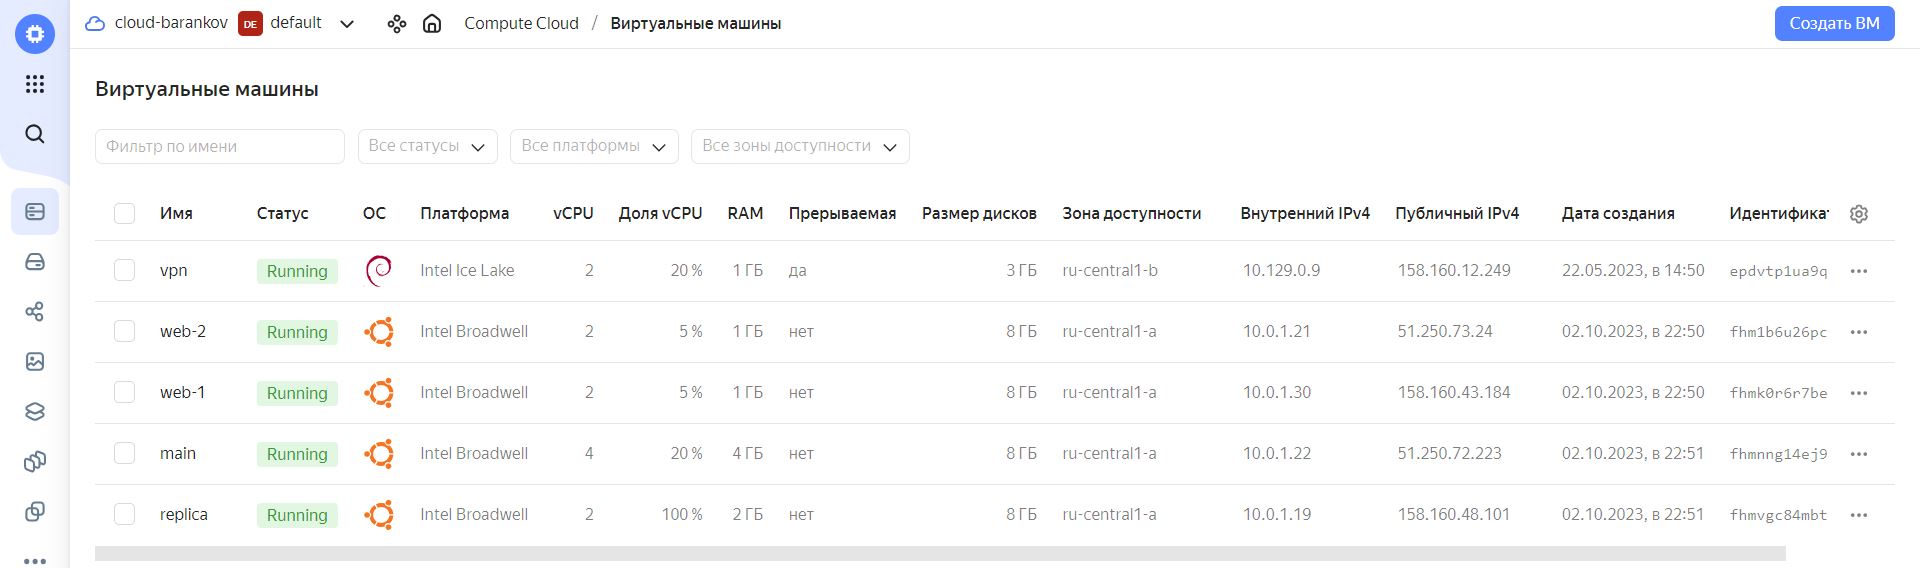 cloud-barankov DE default Compute Cloud / Виртуальные машины Создать ВМ
Виртуальные машины
Фильтр по имени Все статусы Все платформы Все зоны доступности
Имя Статус ОС Платформа vCPU Доля vCPU RAM Прерываемая Размер дисков Зона доступности Внутренний IPv4 Публичный IPv4 Дата создания Идентификат
vpn Running Intel Ice Lake 2 20 % 1 ГБ да 3 ГБ ru-central1-b 10.129.0.9 158.160.12.249 22.05.2023, в 14:50 epdvtp1ua9q
web-2 Running Intel Broadwell 2 5 % 1 ГБ нет 8 ГБ ru-central1-a 10.0.1.21 51.250.73.24 02.10.2023, в 22:50 fhm1b6u26pc
web-1 Running Intel Broadwell 2 5 % 1 ГБ нет 8 ГБ ru-central1-a 10.0.1.30 158.160.43.184 02.10.2023, в 22:50 fhmk0r6r7be
main Running Intel Broadwell 4 20 % 4 ГБ нет 8 ГБ ru-central1-a 10.0.1.22 51.250.72.223 02.10.2023, в 22:51 fhmnng14ej9
replica Running Intel Broadwell 2 100 % 2 ГБ нет 8 ГБ ru-central1-a 10.0.1.19 158.160.48.101 02.10.2023, в 22:51 fhmvgc84mbt